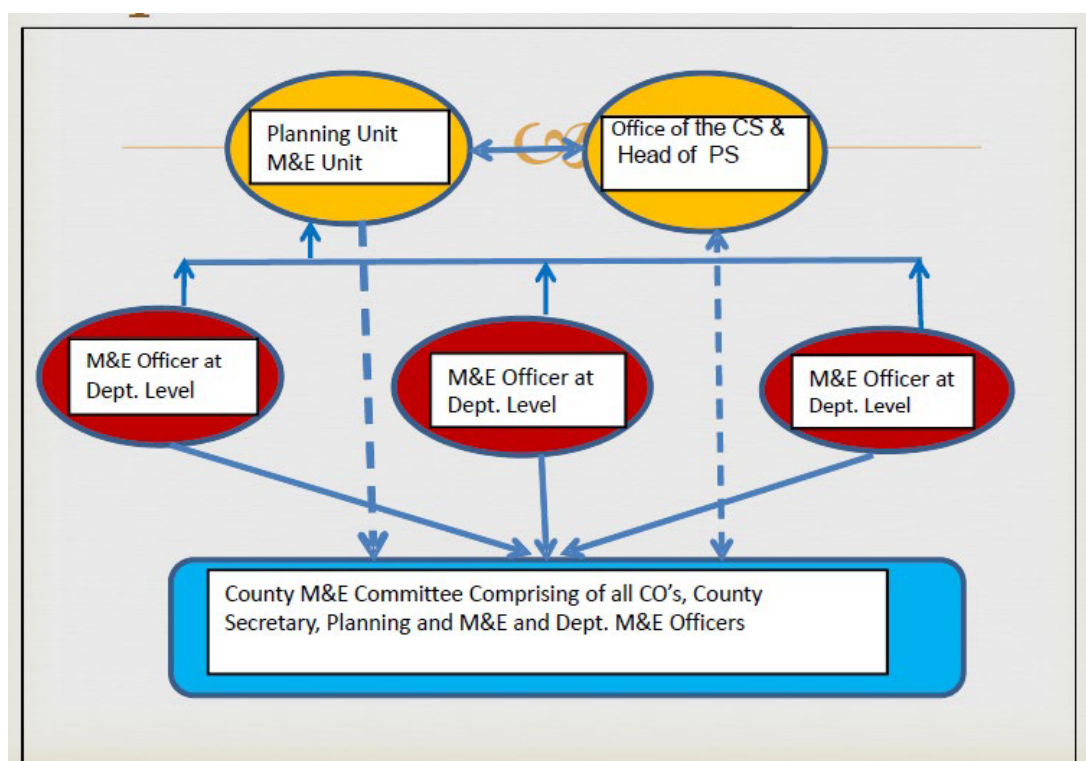 Planning Unit
M&E Unit
Office of the CS &
Head of PS
M&E Officer at
Dept. Level
M&E Officer at
Dept. Level
M&E Officer at
Dept. Level
County M&E Committee Comprising of all CO's, County
Secretary, Planning and M&E and Dept. M&E Officers